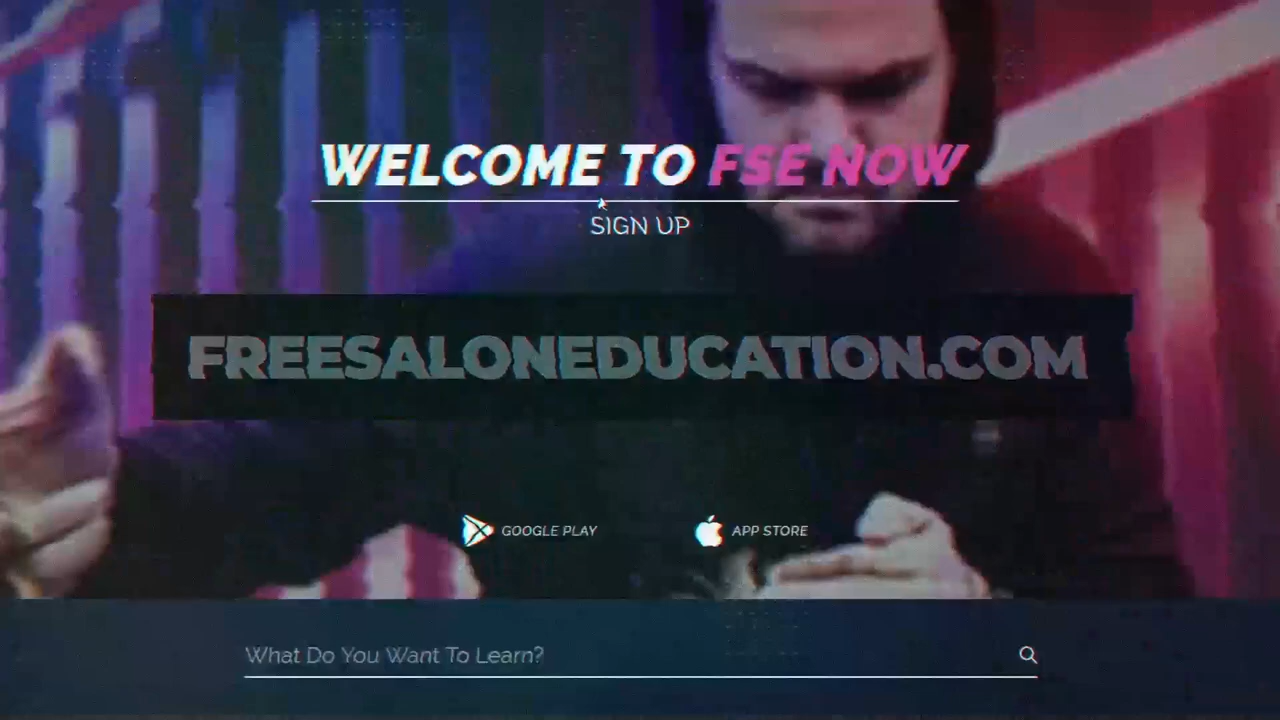 WELCOME TO FSE NOW
SIGN UP
FREESALONEDUCATION.COM
GOOGLE PLAY
APP STORE
What Do You Want To Learn?